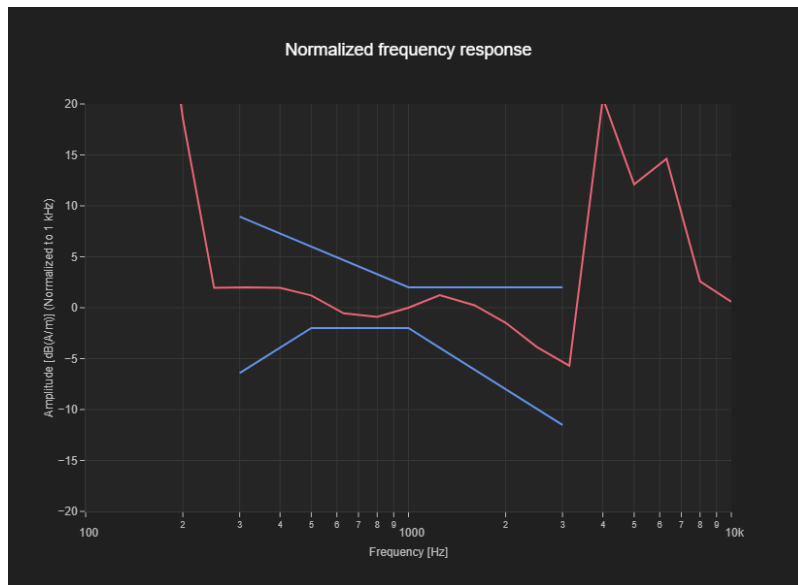 Normalized frequency response
Amplitude [dB(A/m)] (Normalized to 1 kHz)
20
15
10
5
0
−5
−10
−15
−20
100 2 3 4 5 6 7 8 9 1000 2 3 4 5 6 7 8 9 10k
Frequency [Hz]